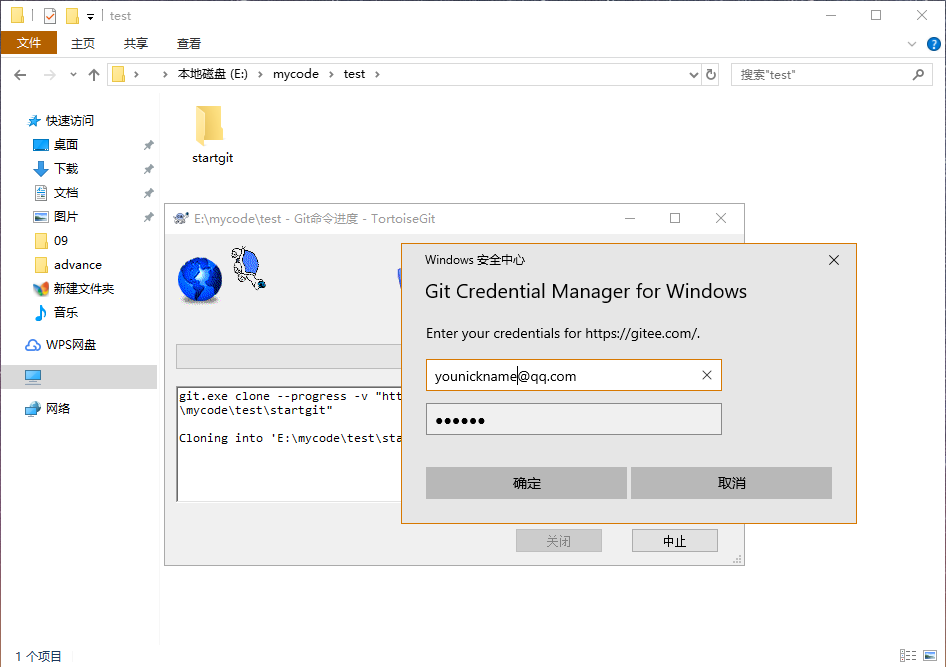 test
文件 主页 共享 查看
本地磁盘 (E:) mycode test
搜索"test"
快速访问
桌面
下载
文档
图片
09
advance
新建文件夹
音乐
WPS网盘
网络
startgit
E:\mycode\test - Git命令进度 - TortoiseGit
git.exe clone --progress -v "htt
\mycode\test\startgit"
Cloning into 'E:\mycode\test\sta
关闭 中止
Windows 安全中心
Git Credential Manager for Windows
Enter your credentials for https://gitee.com/.
younickname@qq.com
●●●●●●
确定 取消
1 个项目